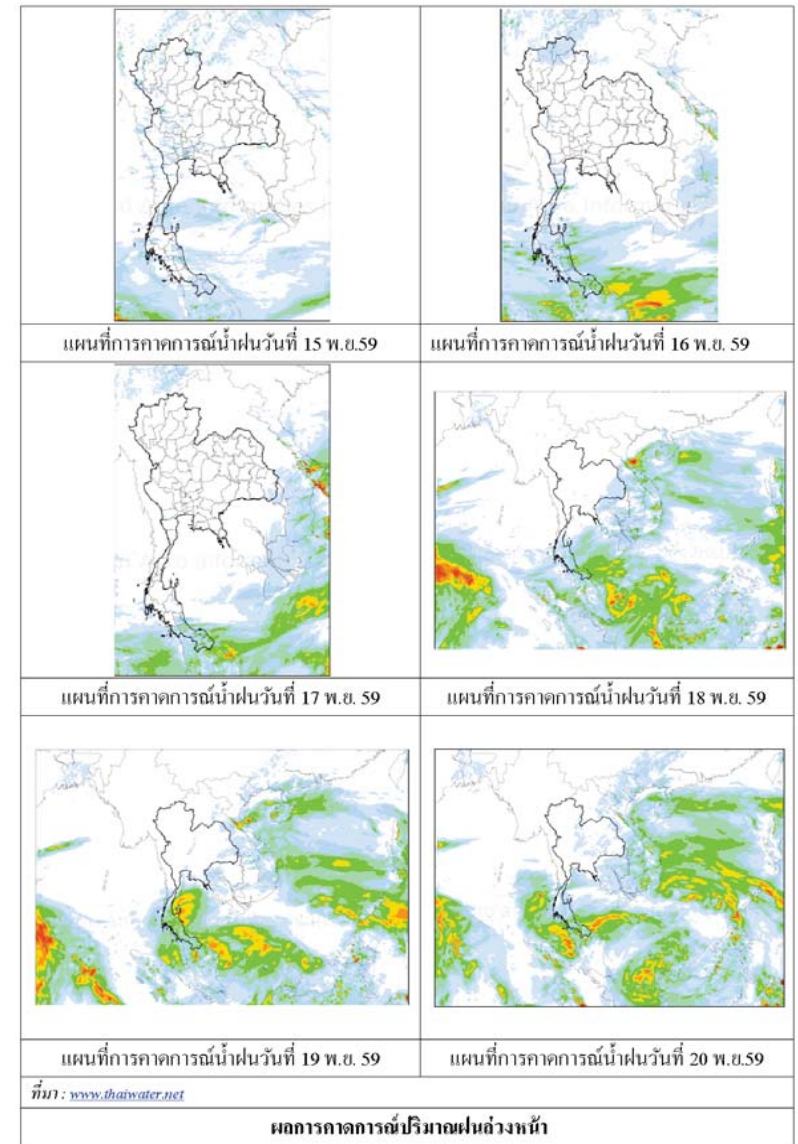 แผนที่การคาดการณ์น้ำฝนวันที่ 15 พ.ย.59
แผนที่การคาดการณ์น้ำฝนวันที่ 16 พ.ย. 59
แผนที่การคาดการณ์น้ำฝนวันที่ 17 พ.ย. 59
แผนที่การคาดการณ์น้ำฝนวันที่ 18 พ.ย. 59
แผนที่การคาดการณ์น้ำฝนวันที่ 19 พ.ย. 59
แผนที่การคาดการณ์น้ำฝนวันที่ 20 พ.ย.59
ที่มา : www.thaiwater.net
ผลการคาดการณ์ปริมาณฝนล่วงหน้า